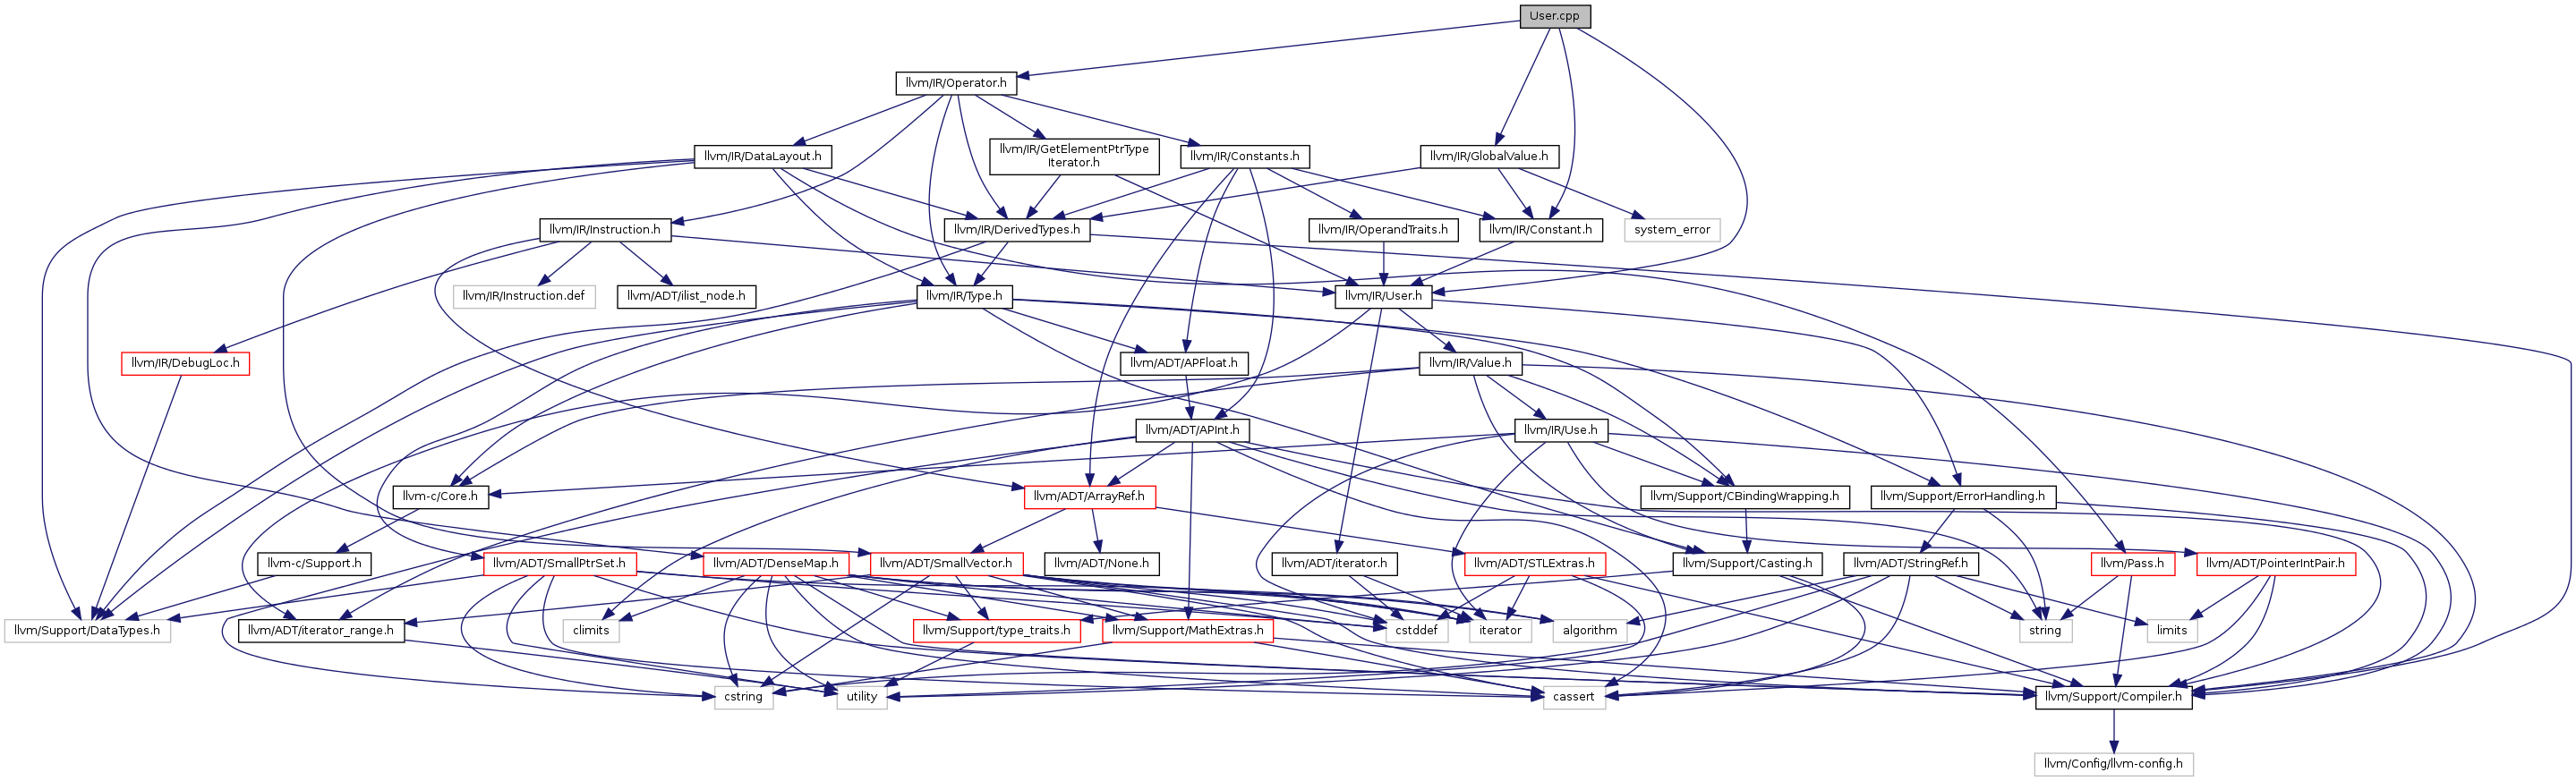 User.cpp
llvm/IR/Operator.h
llvm/IR/DataLayout.h
llvm/IR/GetElementPtrType
Iterator.h
llvm/IR/Constants.h
llvm/IR/GlobalValue.h
llvm/IR/Instruction.h
llvm/IR/DerivedTypes.h
llvm/IR/OperandTraits.h
llvm/IR/Constant.h
system_error
llvm/IR/Instruction.def
llvm/ADT/ilist_node.h
llvm/IR/Type.h
llvm/IR/User.h
llvm/IR/DebugLoc.h
llvm/ADT/APFloat.h
llvm/IR/Value.h
llvm/ADT/APInt.h
llvm/IR/Use.h
llvm-c/Core.h
llvm/ADT/ArrayRef.h
llvm/Support/CBindingWrapping.h
llvm/Support/ErrorHandling.h
llvm-c/Support.h
llvm/ADT/SmallPtrSet.h
llvm/ADT/DenseMap.h
llvm/ADT/SmallVector.h
llvm/ADT/None.h
llvm/ADT/iterator.h
llvm/ADT/STLExtras.h
llvm/Support/Casting.h
llvm/ADT/StringRef.h
llvm/Pass.h
llvm/ADT/PointerIntPair.h
llvm/Support/DataTypes.h
llvm/ADT/iterator_range.h
climits
llvm/Support/type_traits.h
llvm/Support/MathExtras.h
cstddef
iterator
algorithm
string
limits
cstring
utility
cassert
llvm/Support/Compiler.h
llvm/Config/llvm-config.h